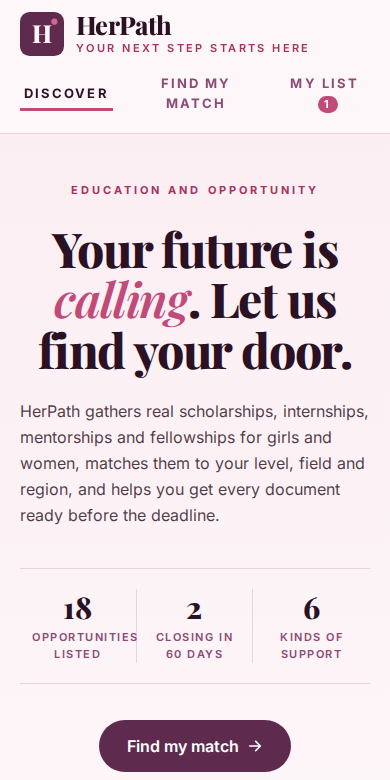 H
HerPath
YOUR NEXT STEP STARTS HERE
DISCOVER
FIND MY
MATCH
MY LIST
1
EDUCATION AND OPPORTUNITY
Your future is
calling. Let us
find your door.
HerPath gathers real scholarships, internships,
mentorships and fellowships for girls and
women, matches them to your level, field and
region, and helps you get every document
ready before the deadline.
18
OPPORTUNITIES
LISTED
2
CLOSING IN
60 DAYS
6
KINDS OF
SUPPORT
Find my match →